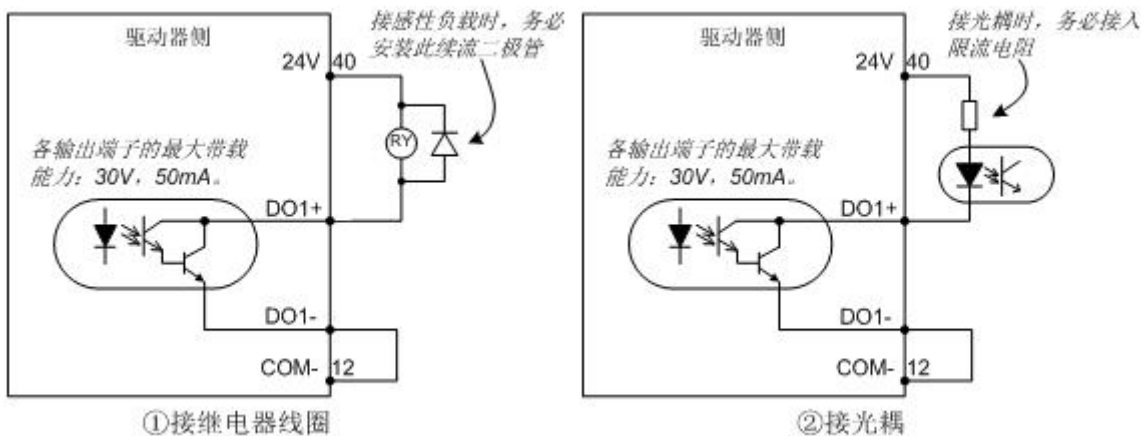 驱动器侧
接感性负载时，务必
安装此续流二极管
24V 40
RY
各输出端子的最大带载
能力：30V，50mA。
DO1+
DO1-
COM- 12
①接继电器线圈
驱动器侧
接光耦时，务必接入
限流电阻
24V 40
各输出端子的最大带载
能力：30V，50mA。
DO1+
DO1-
COM- 12
②接光耦